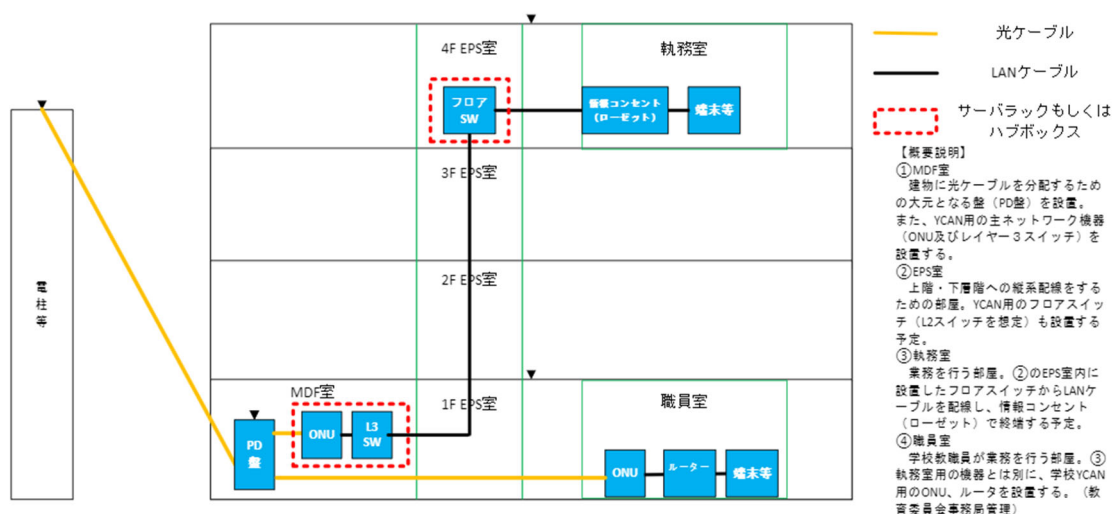 4F EPS室
執務室
フロア
SW
情報コンセント
(ローゼット)
端末等
3F EPS室
2F EPS室
電柱等
MDF室
1F EPS室
職員室
PD
盤
ONU
L3
SW
ONU
ルーター
端末等
光ケーブル
LANケーブル
サーバラックもしくは
ハブボックス
【概要説明】
①MDF室
建物に光ケーブルを分配するため
の大元となる盤（PD盤）を設置。
また、YCAN用の主ネットワーク機器
（ONU及びレイヤー３スイッチ）を
設置する。
②EPS室
上階・下層階への縦系配線をする
ための部屋。YCAN用のフロアスイッ
チ（L2スイッチを想定）も設置する
予定。
③執務室
業務を行う部屋。②のEPS室内に
設置したフロアスイッチからLANケ
ーブルを配線し、情報コンセント
（ローゼット）で終端する予定。
④職員室
学校教職員が業務を行う部屋。③
執務室用の機器とは別に、学校YCAN
用のONU、ルータを設置する。（教
育委員会事務局管理）